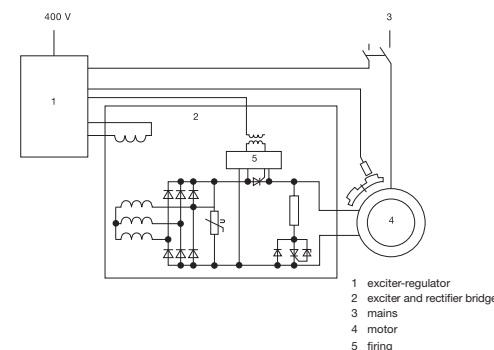 400 V
3
1
2
5
U
4
1 exciter-regulator
2 exciter and rectifier bridge
3 mains
4 motor
5 firing